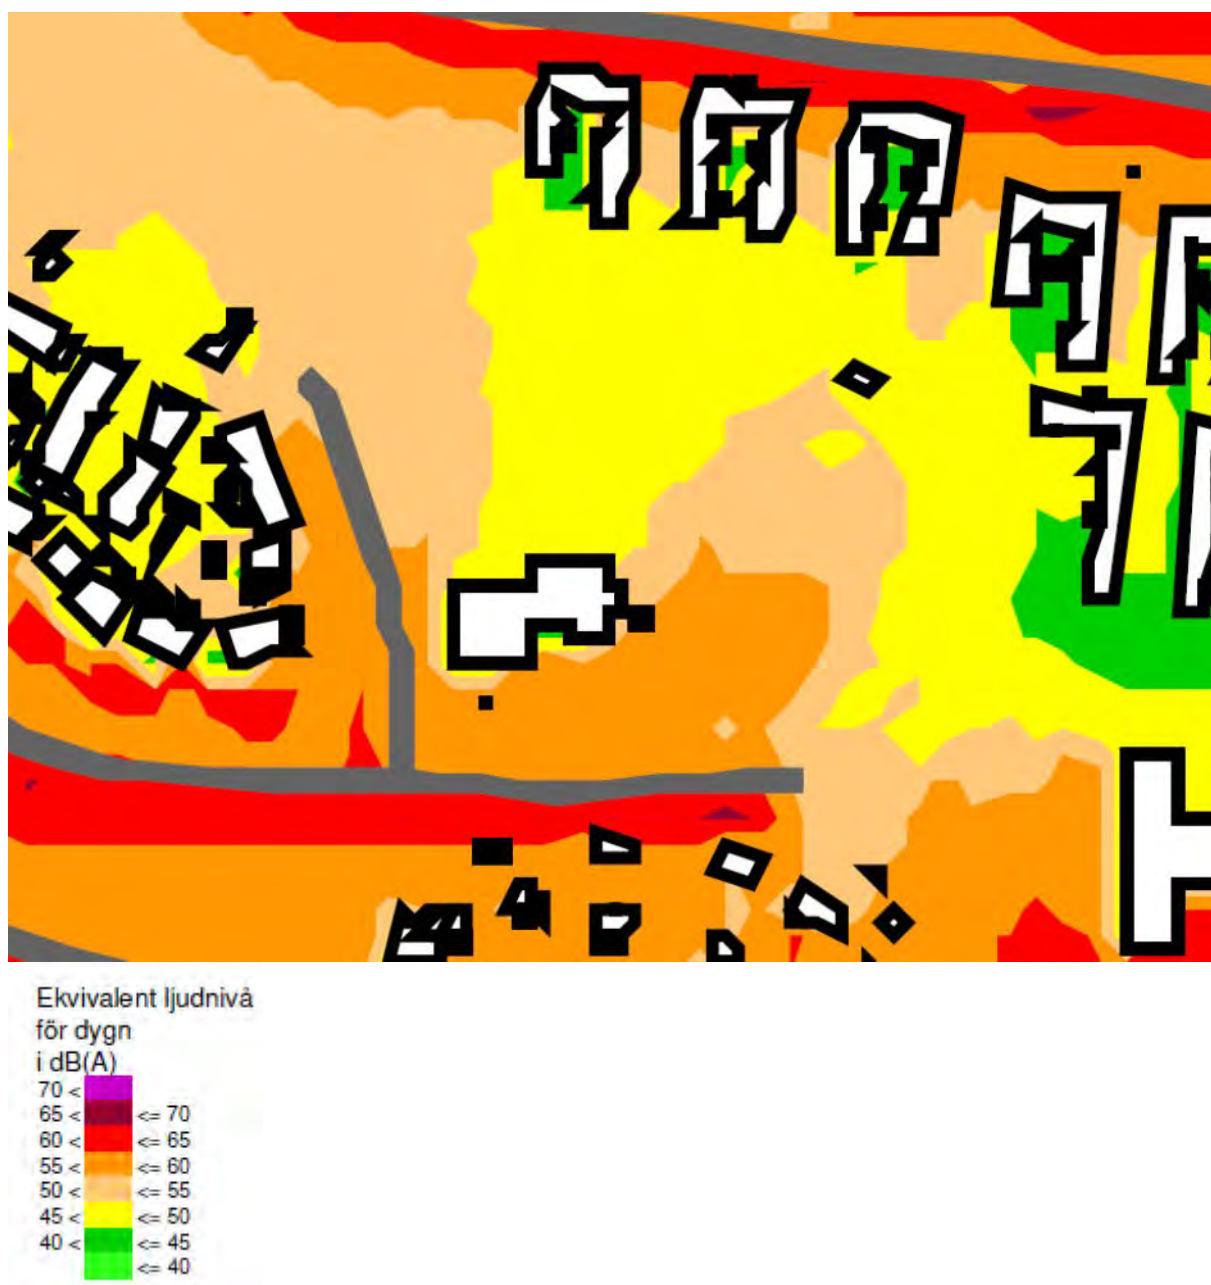 Ekvivalent ljudnivå
för dygn
i dB(A)
70 <
65 < <= 70
60 < <= 65
55 < <= 60
50 < <= 55
45 < <= 50
40 < <= 45
<= 40